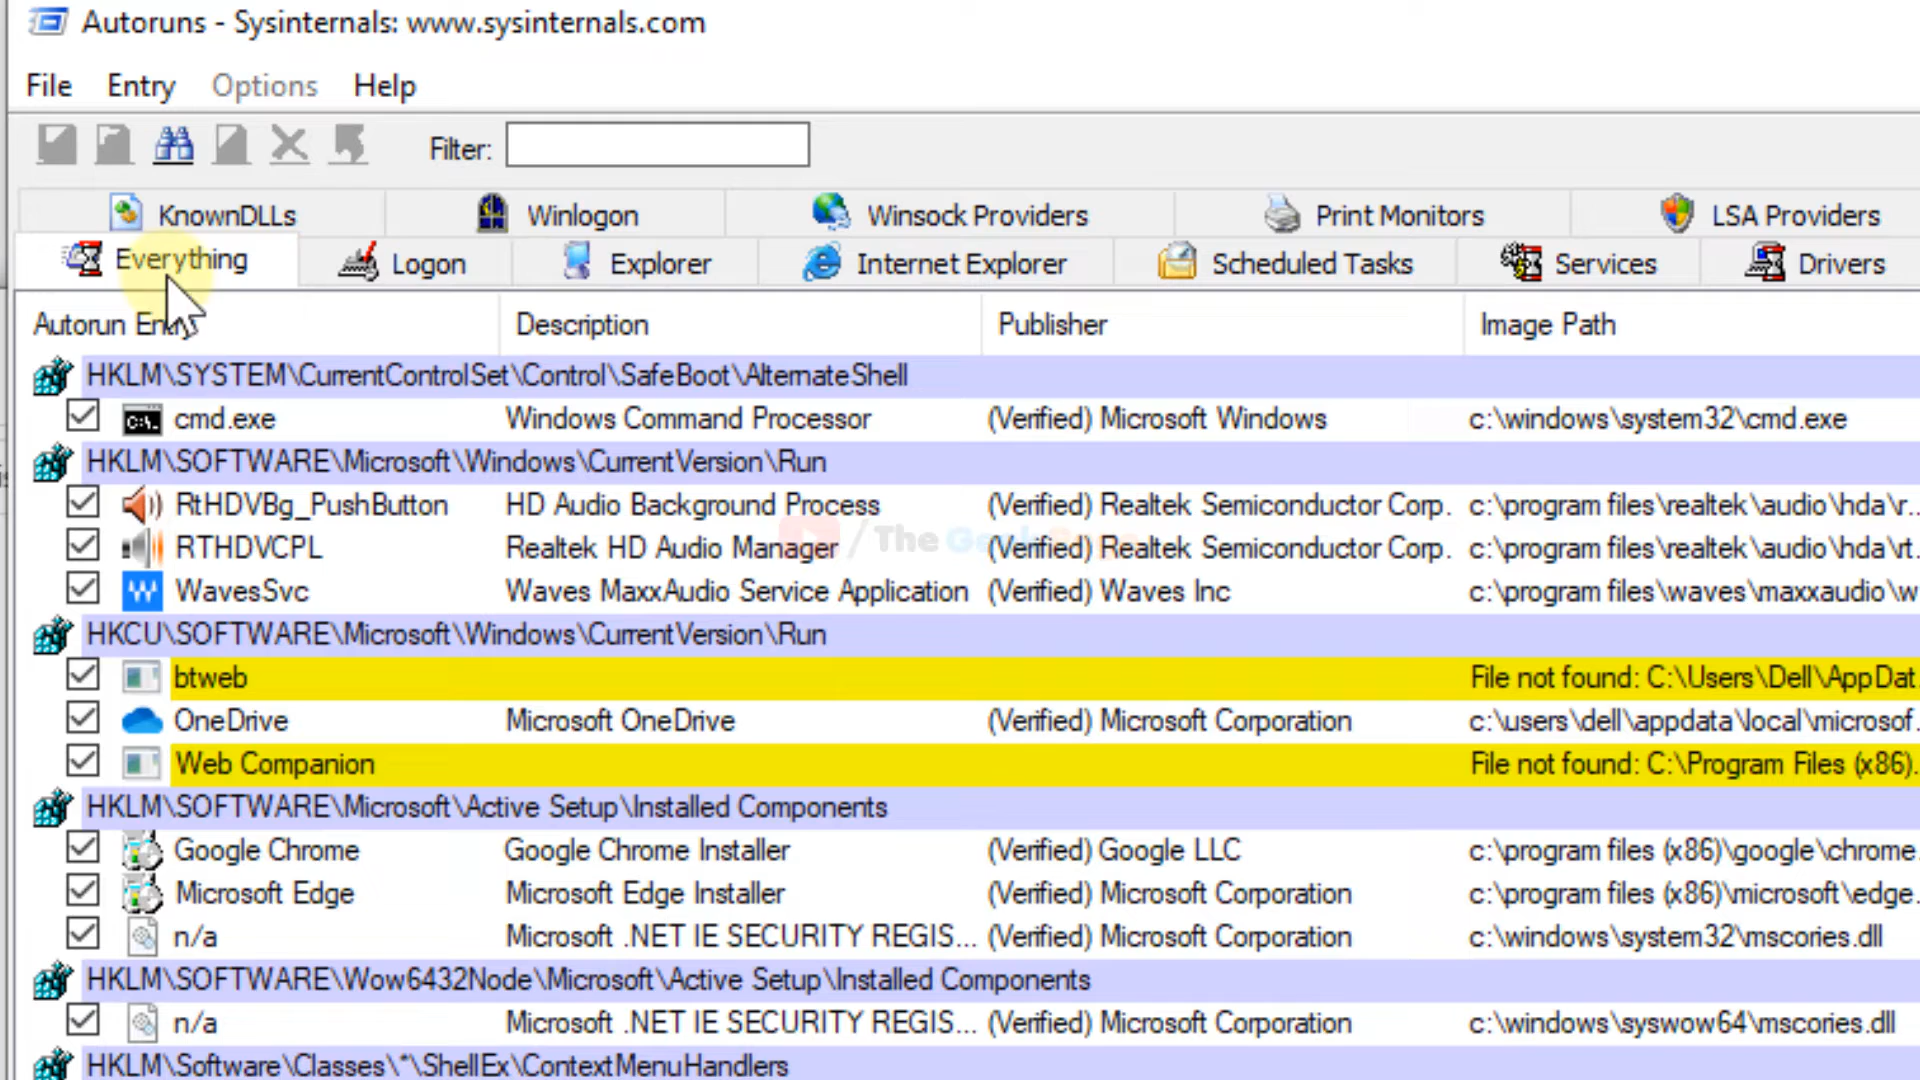 Autoruns - Sysinternals: www.sysinternals.com
File Entry Options Help
Filter:
KnownDLLs Winlogon Winsock Providers Print Monitors LSA Providers
Everything Logon Explorer Internet Explorer Scheduled Tasks Services Drivers
Autorun Entry Description Publisher Image Path
HKLM\SYSTEM\CurrentControlSet\Control\SafeBoot\AlternateShell
cmd.exe Windows Command Processor (Verified) Microsoft Windows c:\windows\system32\cmd.exe
HKLM\SOFTWARE\Microsoft\Windows\CurrentVersion\Run
RtHDVBg_PushButton HD Audio Background Process (Verified) Realtek Semiconductor Corp. c:\program files\realtek\audio\hda\r...
RTHDVCPL Realtek HD Audio Manager (Verified) Realtek Semiconductor Corp. c:\program files\realtek\audio\hda\rt...
/ The Geek
WavesSvc Waves MaxxAudio Service Application (Verified) Waves Inc c:\program files\waves\maxxaudio\w
HKCU\SOFTWARE\Microsoft\Windows\CurrentVersion\Run
btweb File not found: C:\Users\Dell\AppDat
OneDrive Microsoft OneDrive (Verified) Microsoft Corporation c:\users\dell\appdata\local\microsof...
Web Companion File not found: C:\Program Files (x86)...
HKLM\SOFTWARE\Microsoft\Active Setup\Installed Components
Google Chrome Google Chrome Installer (Verified) Google LLC c:\program files (x86)\google\chrome...
Microsoft Edge Microsoft Edge Installer (Verified) Microsoft Corporation c:\program files (x86)\microsoft\edge...
n/a Microsoft .NET IE SECURITY REGIS... (Verified) Microsoft Corporation c:\windows\system32\mscories.dll
HKLM\SOFTWARE\Wow6432Node\Microsoft\Active Setup\Installed Components
n/a Microsoft .NET IE SECURITY REGIS... (Verified) Microsoft Corporation c:\windows\syswow64\mscories.dll
HKLM\Software\Classes\*\ShellEx\ContextMenuHandlers